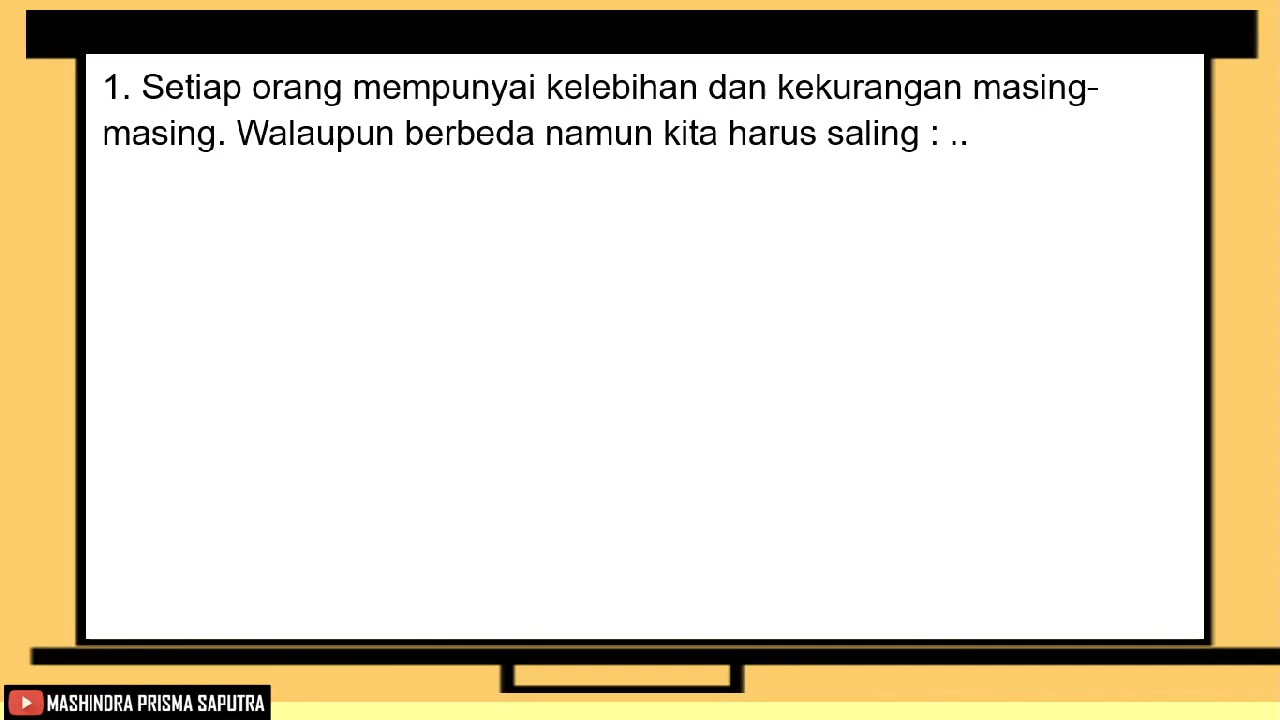 1. Setiap orang mempunyai kelebihan dan kekurangan masing-
masing. Walaupun berbeda namun kita harus saling : ..
MASHINDRA PRISMA SAPUTRA